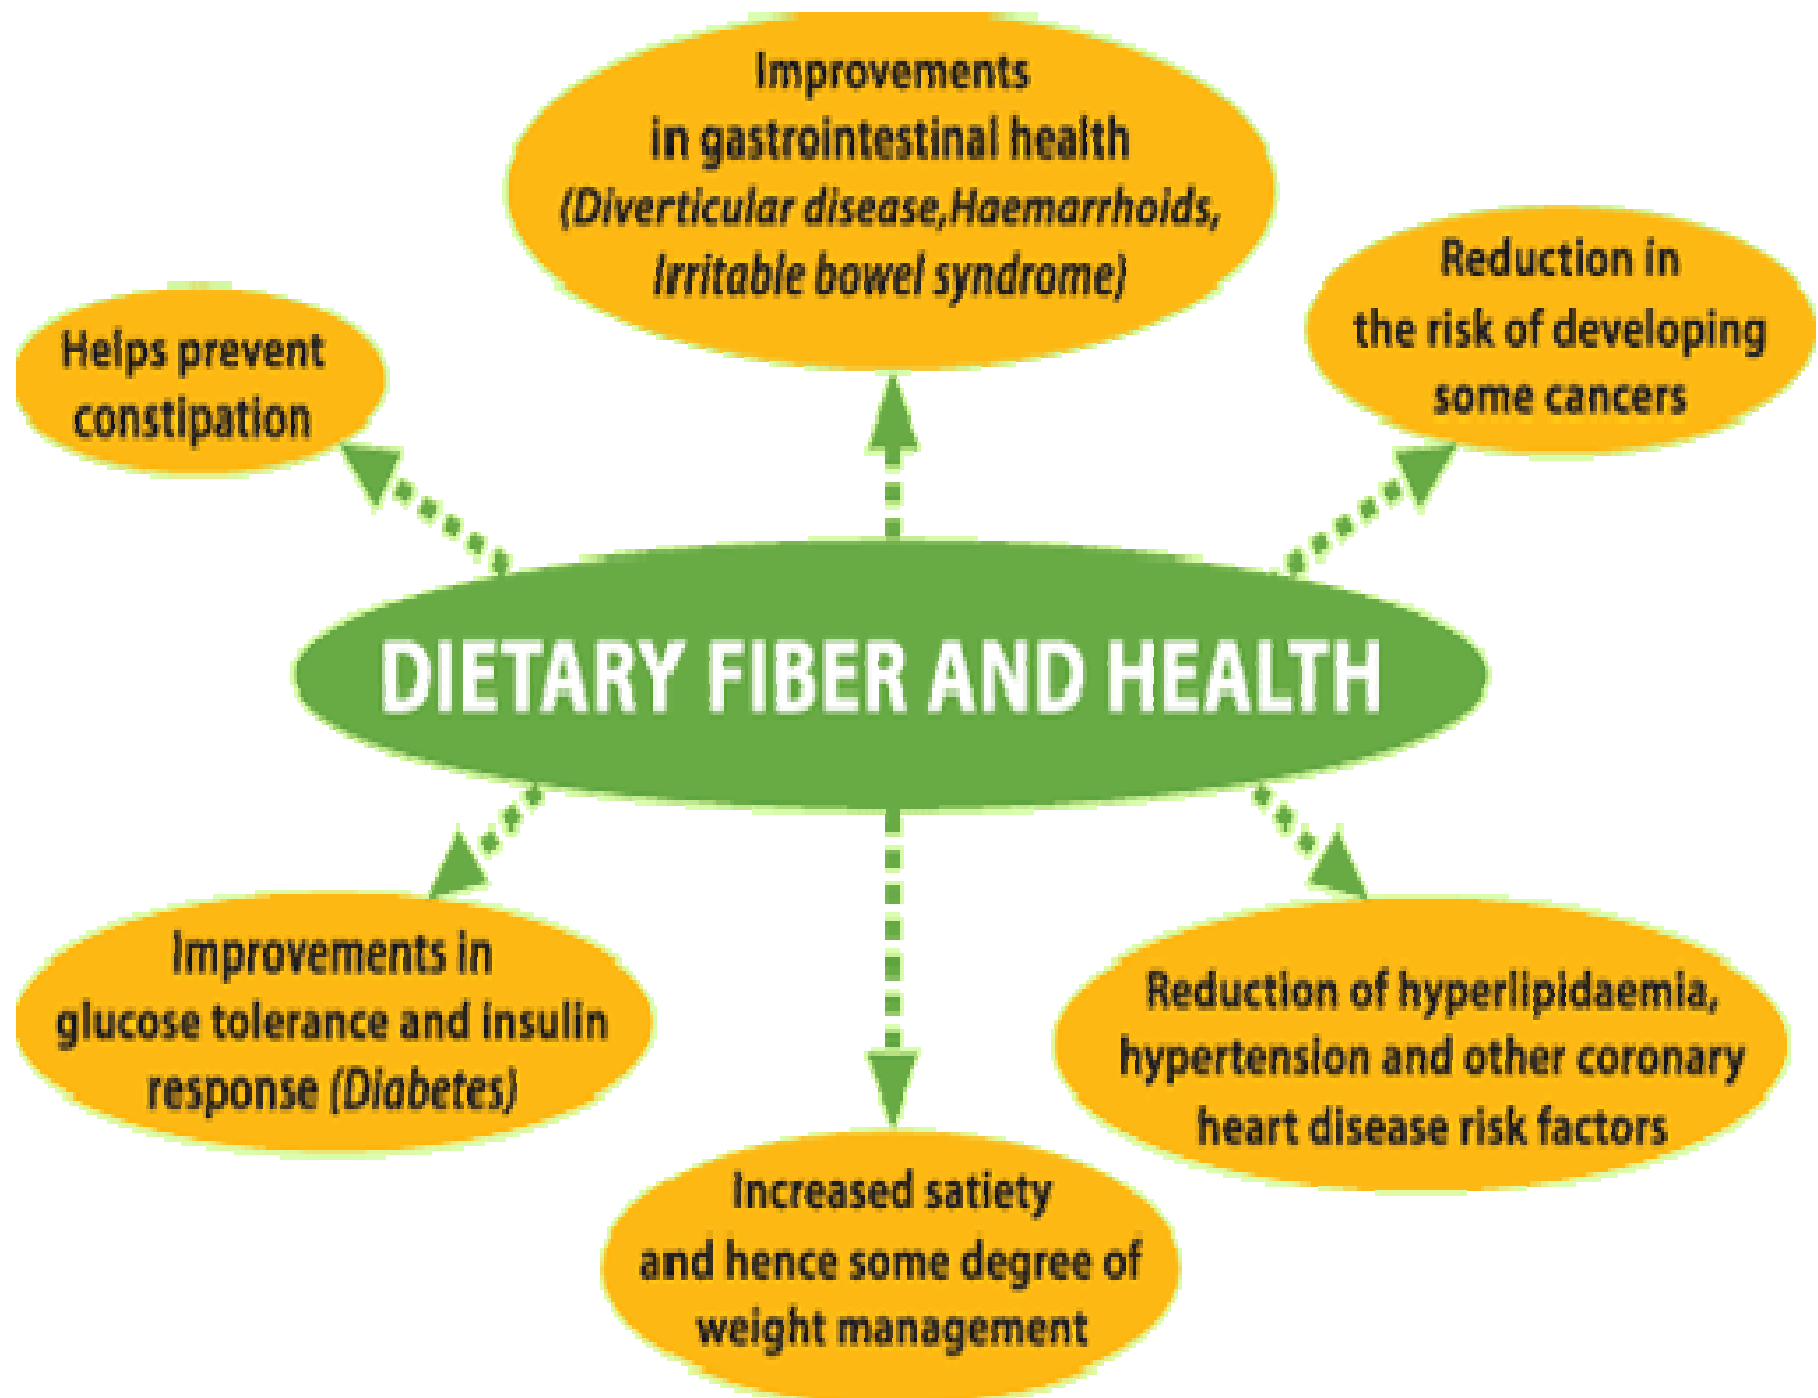 Improvements
in gastrointestinal health
(Diverticular disease,Haemarrhoids,
Irritable bowel syndrome)
Helps prevent
constipation
Reduction in
the risk of developing
some cancers
DIETARY FIBER AND HEALTH
Improvements in
glucose tolerance and insulin
response (Diabetes)
Increased satiety
and hence some degree of
weight management
Reduction of hyperlipidaemia,
hypertension and other coronary
heart disease risk factors